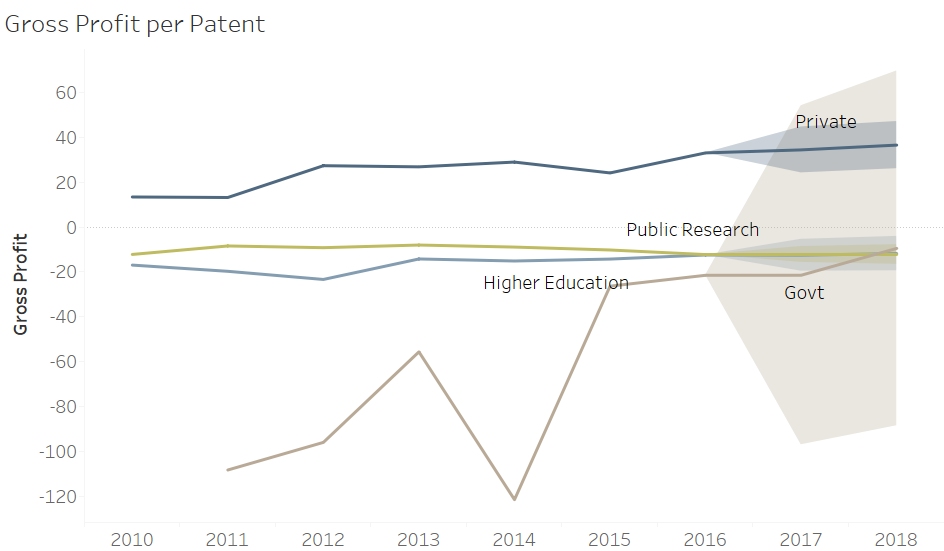 Gross Profit per Patent
60
40
Private
20
0
Public Research
Gross Profit
-20
Higher Education
Govt
-40
-60
-80
-100
-120
2010 2011 2012 2013 2014 2015 2016 2017 2018